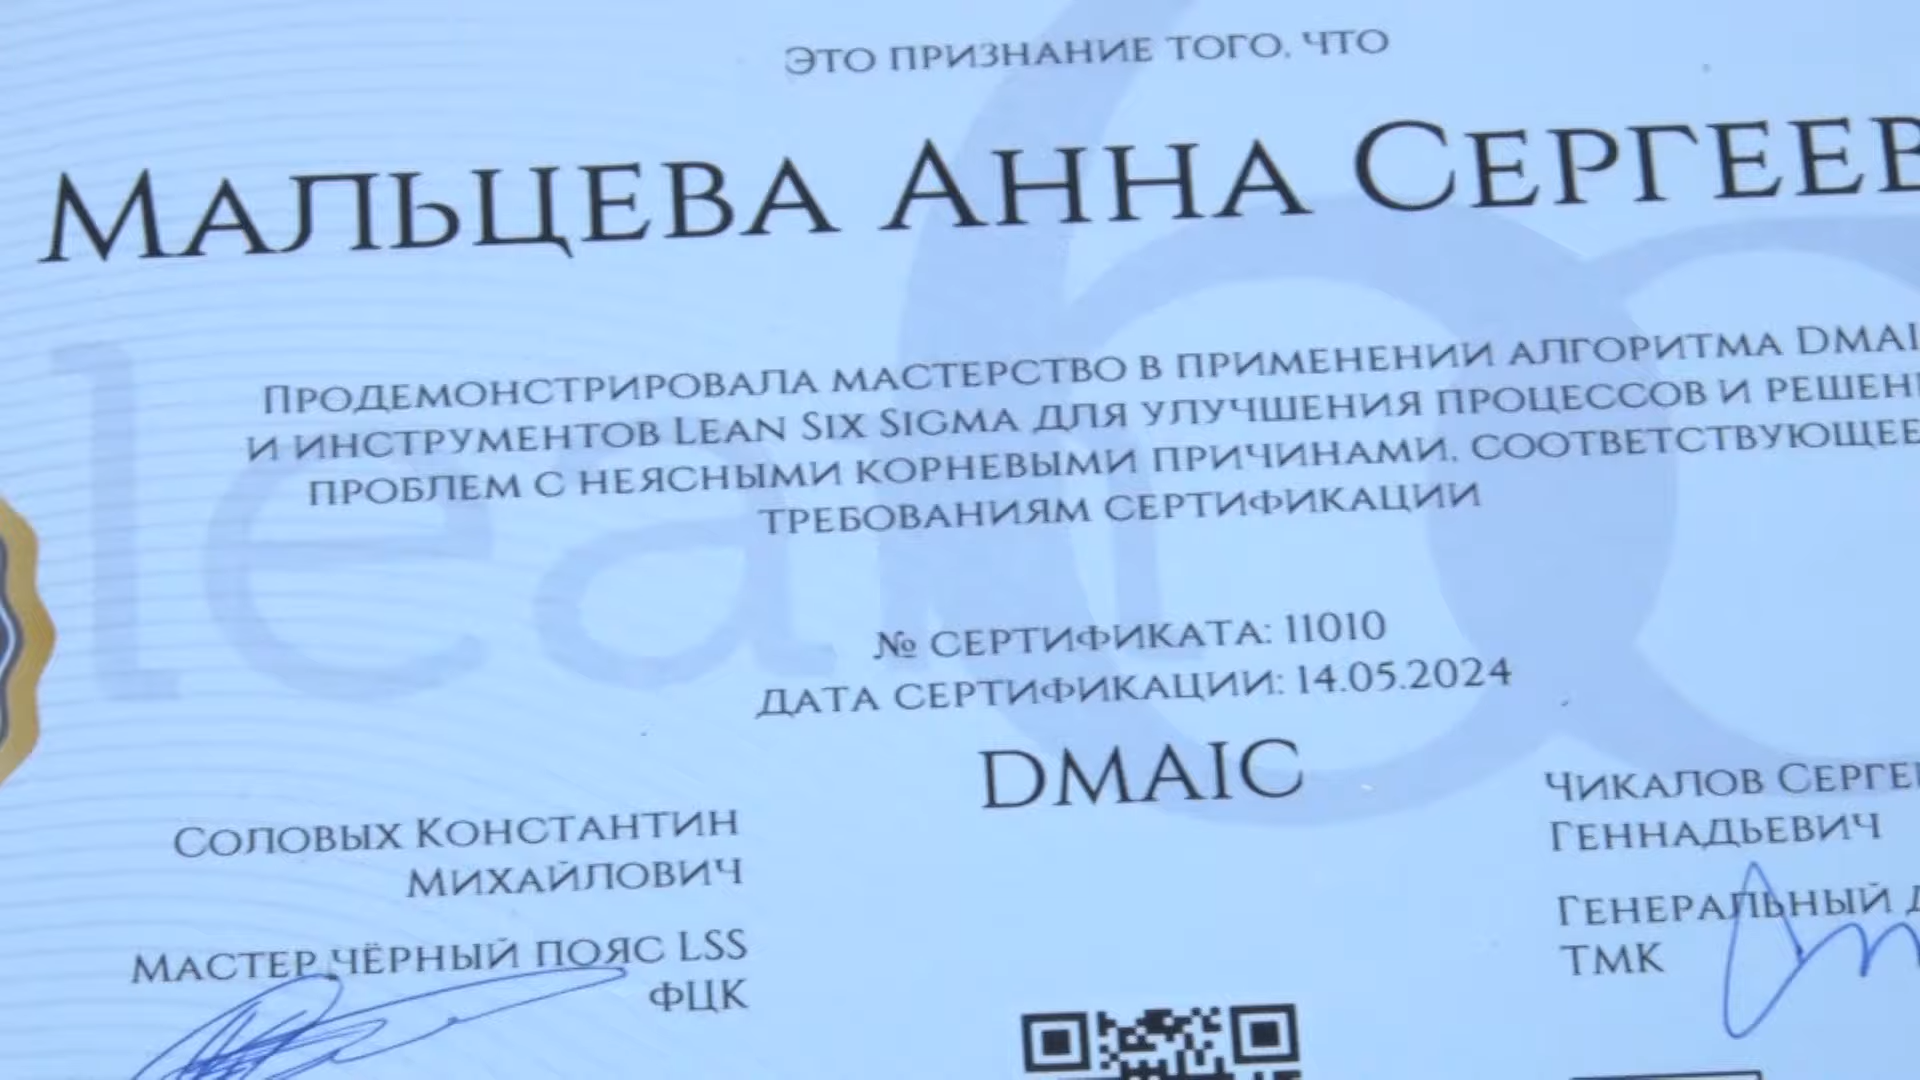 Это признание того, что
Мальцева Анна Сергеев
Продемонстрировала мастерство в применении алгоритма DMAI
и инструментов Lean Six Sigma для улучшения процессов и решен
проблем с неясными корневыми причинами, соответствующее
требованиям сертификации
№ сертификата: 11010
дата сертификации: 14.05.2024
DMAIC
Соловых Константин
Михайлович
Мастер чёрный пояс LSS
ФЦК
Чикалов Серге
Геннадьевич
Генеральный д
ТМК
lean